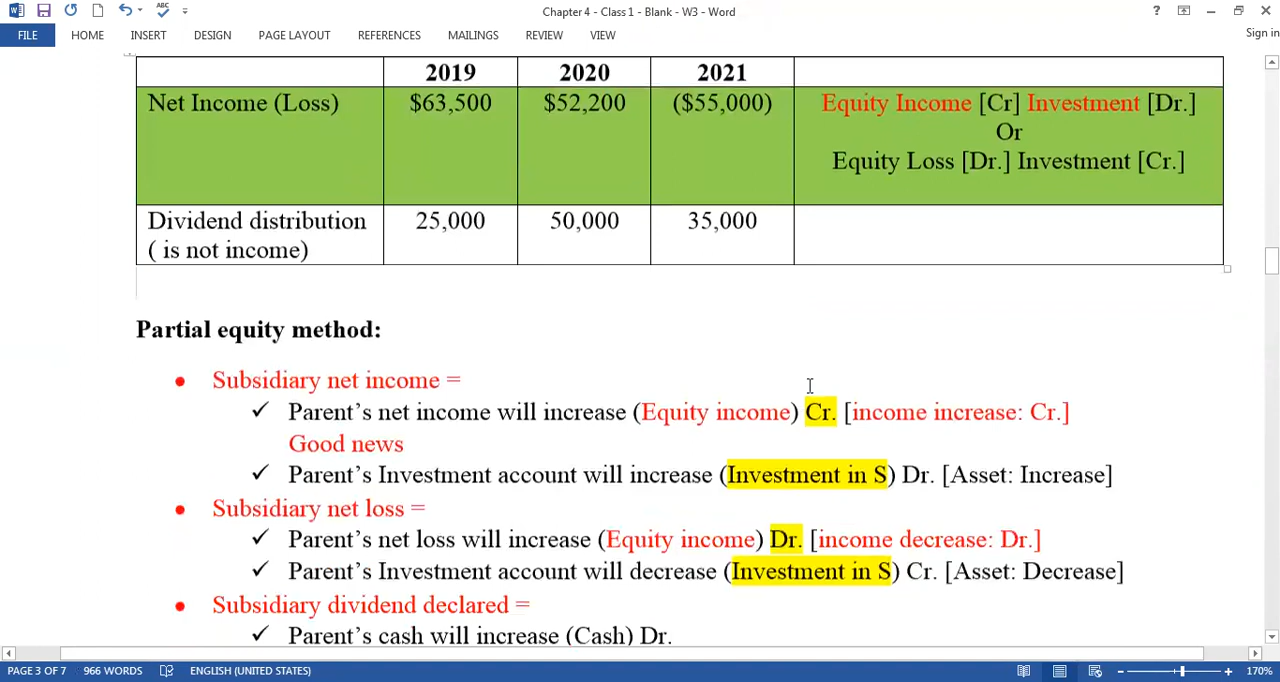 Chapter 4 - Class 1 - Blank - W3 - Word
?
Sign in
FILE HOME INSERT DESIGN PAGE LAYOUT REFERENCES MAILINGS REVIEW VIEW
2019 2020 2021
Net Income (Loss) $63,500 $52,200 ($55,000) Equity Income [Cr] Investment [Dr.]
Or
Equity Loss [Dr.] Investment [Cr.]
Dividend distribution 25,000 50,000 35,000
( is not income)
Partial equity method:
• Subsidiary net income =
✓ Parent's net income will increase (Equity income) Cr. [income increase: Cr.]
Good news
✓ Parent's Investment account will increase (Investment in S) Dr. [Asset: Increase]
• Subsidiary net loss =
✓ Parent's net loss will increase (Equity income) Dr. [income decrease: Dr.]
✓ Parent's Investment account will decrease (Investment in S) Cr. [Asset: Decrease]
• Subsidiary dividend declared =
✓ Parent's cash will increase (Cash) Dr.
PAGE 3 OF 7 966 WORDS ENGLISH (UNITED STATES) 170%